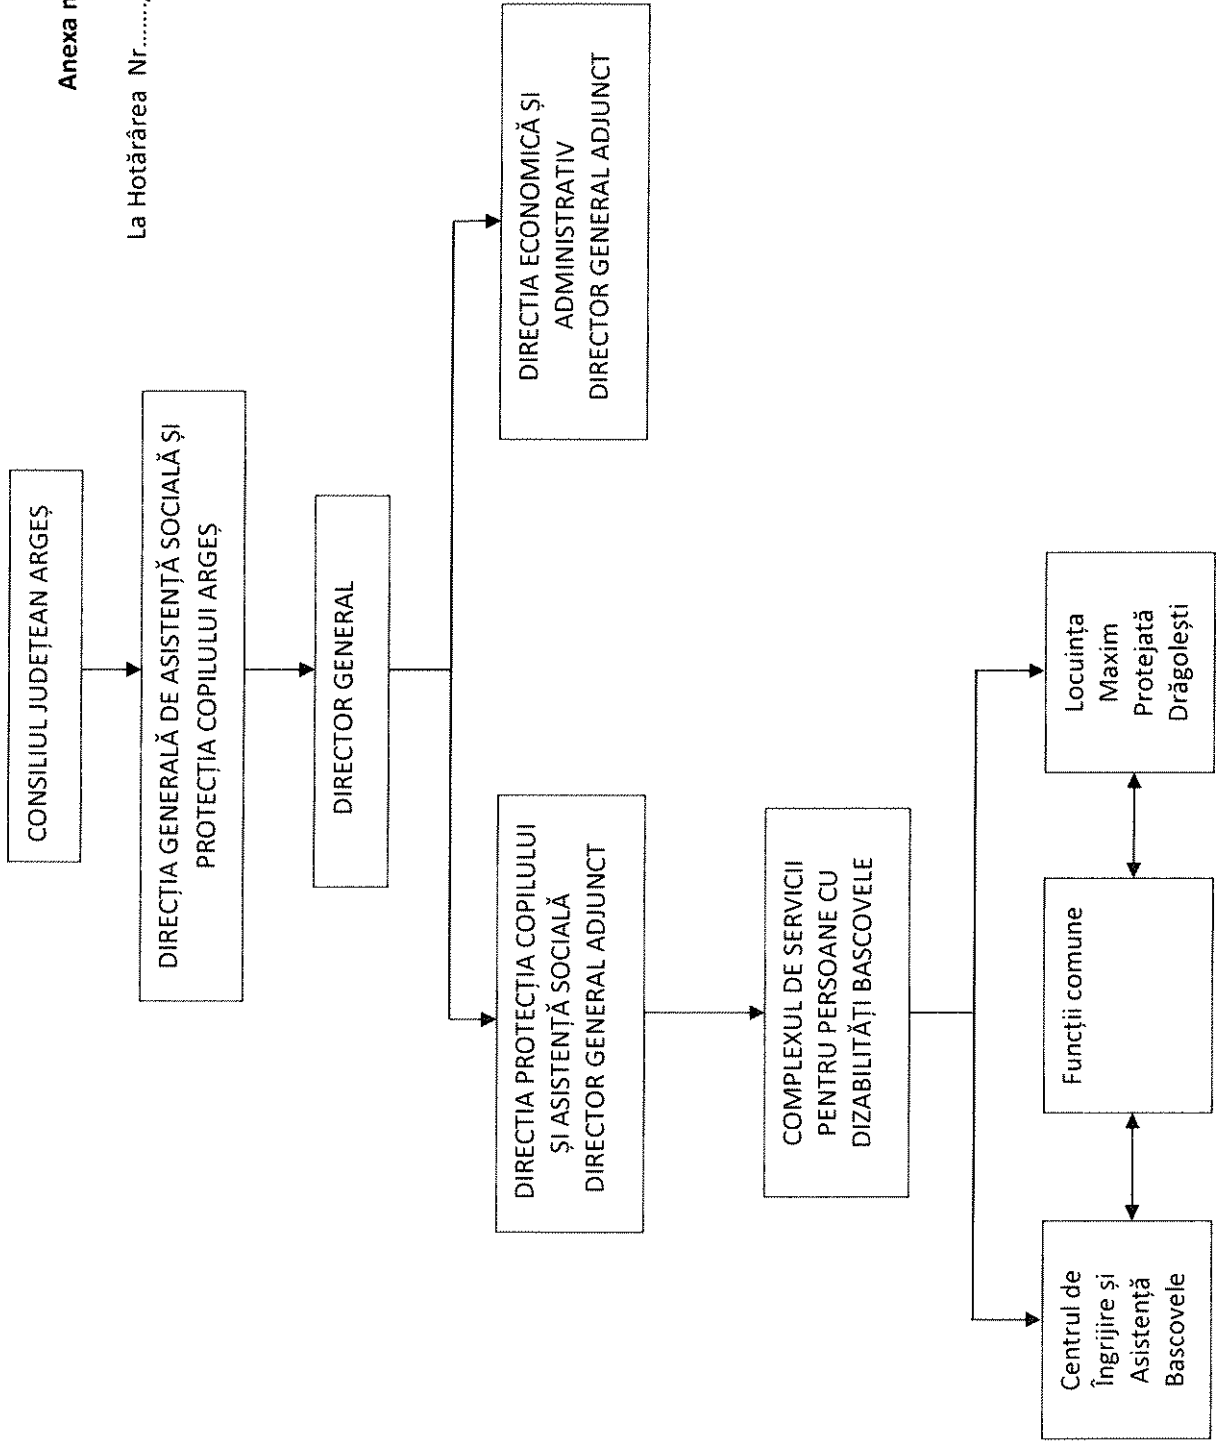 Anexa n
La Hotărârea Nr......
CONSILIUL JUDEȚEAN ARGEȘ
DIRECȚIA GENERALĂ DE ASISTENȚĂ SOCIALĂ ȘI
PROTECȚIA COPILULUI ARGEȘ
DIRECTOR GENERAL
DIRECTIA PROTECȚIA COPILULUI
ȘI ASISTENȚĂ SOCIALĂ
DIRECTOR GENERAL ADJUNCT
DIRECTIA ECONOMICĂ ȘI
ADMINISTRATIV
DIRECTOR GENERAL ADJUNCT
COMPLEXUL DE SERVICII
PENTRU PERSOANE CU
DIZABILITĂȚI BASCOVELE
Centrul de
Îngrijire și
Asistență
Bascovele
Funcții comune
Locuința
Maxim
Protejată
Drăgolești